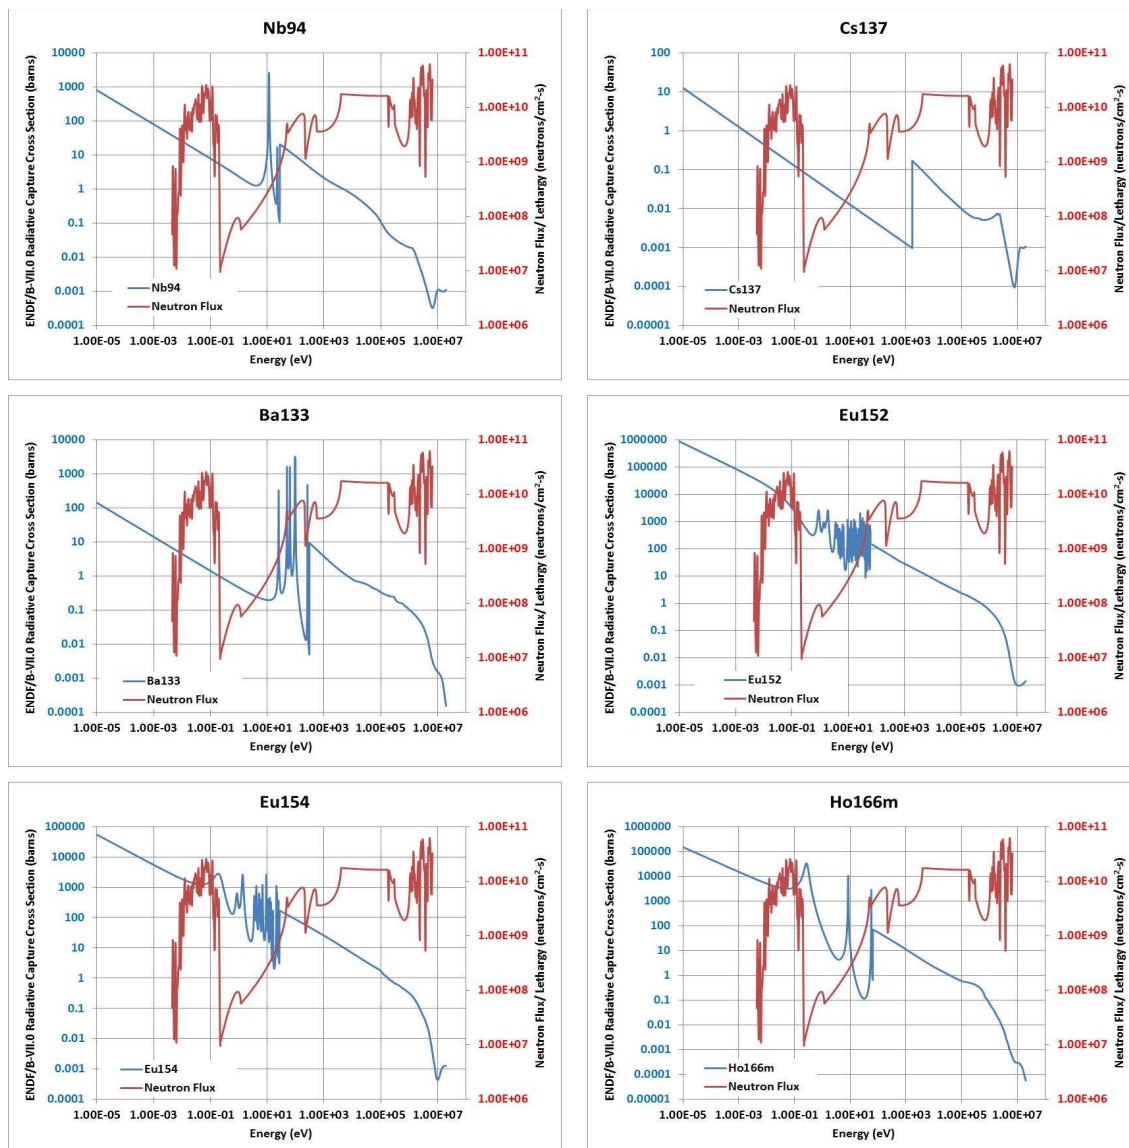 Nb94
ENDF/B-VII.0 Radiative Capture Cross Section (barns)
10000
1000
100
10
1
0.1
0.01
0.001
0.0001
1.00E+11
1.00E+10
1.00E+09
1.00E+08
1.00E+07
1.00E+06
Neutron Flux/ Lethargy (neutrons/cm²-s)
Nb94
Neutron Flux
1.00E-05 1.00E-03 1.00E-01 1.00E+01 1.00E+03 1.00E+05 1.00E+07
Energy (eV)
Cs137
ENDF/B-VII.0 Radiative Capture Cross Section (barns)
100
10
1
0.1
0.01
0.001
0.0001
0.00001
1.00E+11
1.00E+10
1.00E+09
1.00E+08
1.00E+07
1.00E+06
Neutron Flux/ Lethargy (neutrons/cm²-s)
Cs137
Neutron Flux
1.00E-05 1.00E-03 1.00E-01 1.00E+01 1.00E+03 1.00E+05 1.00E+07
Energy (eV)
Ba133
ENDF/B-VII.0 Radiative Capture Cross Section (barns)
10000
1000
100
10
1
0.1
0.01
0.001
0.0001
1.00E+11
1.00E+10
1.00E+09
1.00E+08
1.00E+07
1.00E+06
Neutron Flux/ Lethargy (neutrons/cm²-s)
Ba133
Neutron Flux
1.00E-05 1.00E-03 1.00E-01 1.00E+01 1.00E+03 1.00E+05 1.00E+07
Energy (eV)
Eu152
ENDF/B-VII.0 Radiative Capture Cross Section (barns)
1000000
100000
10000
1000
100
10
1
0.1
0.01
0.001
0.0001
1.00E+11
1.00E+10
1.00E+09
1.00E+08
1.00E+07
1.00E+06
Neutron Flux/ Lethargy (neutrons/cm²-s)
Eu152
Neutron Flux
1.00E-05 1.00E-03 1.00E-01 1.00E+01 1.00E+03 1.00E+05 1.00E+07
Energy (eV)
Eu154
ENDF/B-VII.0 Radiative Capture Cross Section (barns)
100000
10000
1000
100
10
1
0.1
0.01
0.001
0.0001
1.00E+11
1.00E+10
1.00E+09
1.00E+08
1.00E+07
1.00E+06
Neutron Flux/ Lethargy (neutrons/cm²-s)
Eu154
Neutron Flux
1.00E-05 1.00E-03 1.00E-01 1.00E+01 1.00E+03 1.00E+05 1.00E+07
Energy (eV)
Ho166m
ENDF/B-VII.0 Radiative Capture Cross Section (barns)
1000000
100000
10000
1000
100
10
1
0.1
0.01
0.001
0.0001
0.00001
1.00E+11
1.00E+10
1.00E+09
1.00E+08
1.00E+07
1.00E+06
Neutron Flux/ Lethargy (neutrons/cm²-s)
Ho166m
Neutron Flux
1.00E-05 1.00E-03 1.00E-01 1.00E+01 1.00E+03 1.00E+05 1.00E+07
Energy (eV)